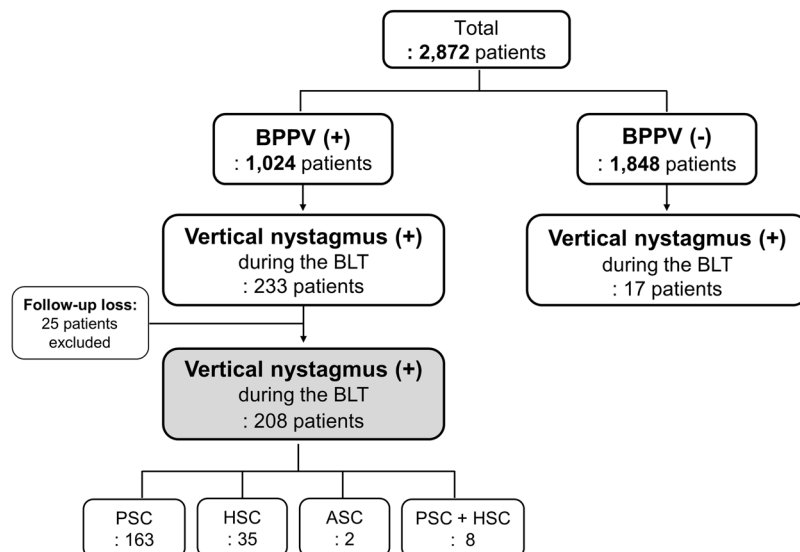 Total
: 2,872 patients
BPPV (+)
: 1,024 patients
BPPV (-)
: 1,848 patients
Vertical nystagmus (+)
during the BLT
: 233 patients
Vertical nystagmus (+)
during the BLT
: 17 patients
Follow-up loss:
25 patients
excluded
Vertical nystagmus (+)
during the BLT
: 208 patients
PSC
: 163
HSC
: 35
ASC
: 2
PSC + HSC
: 8